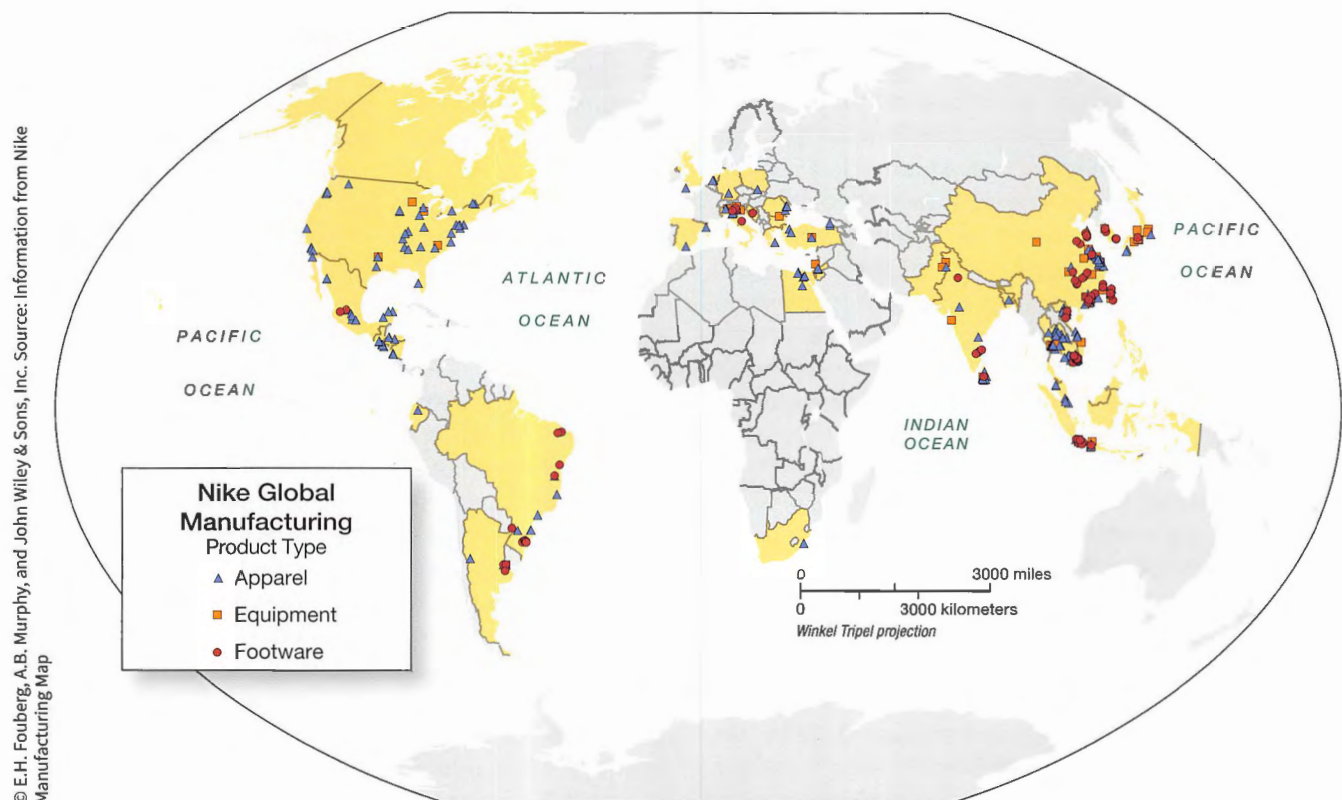 © E.H. Fouberg, A.B. Murphy, and John Wiley & Sons, Inc. Source: Information from Nike
Manufacturing Map
PACIFIC
OCEAN
ATLANTIC
OCEAN
PACIFIC
OCEAN
INDIAN
OCEAN
Nike Global
Manufacturing
Product Type
Apparel
Equipment
Footware
0 3000 miles
0 3000 kilometers
Winkel Tripel projection